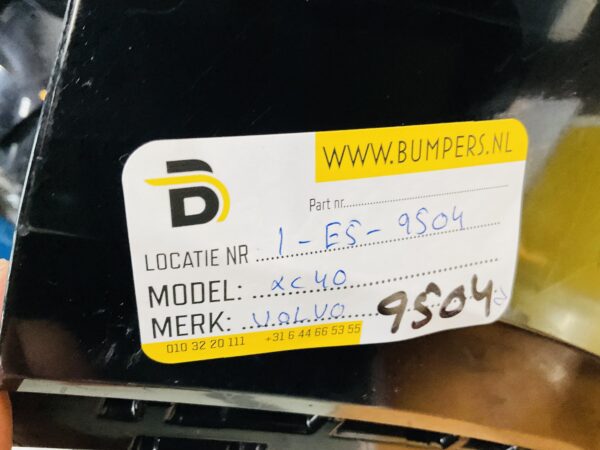 WWW.BUMPERS.NL
Part nr.
LOCATIE NR 1-E5-9504
MODEL: xc40
MERK: VOLVO 9504
010 32 20 111 +31 6 44 66 53 55